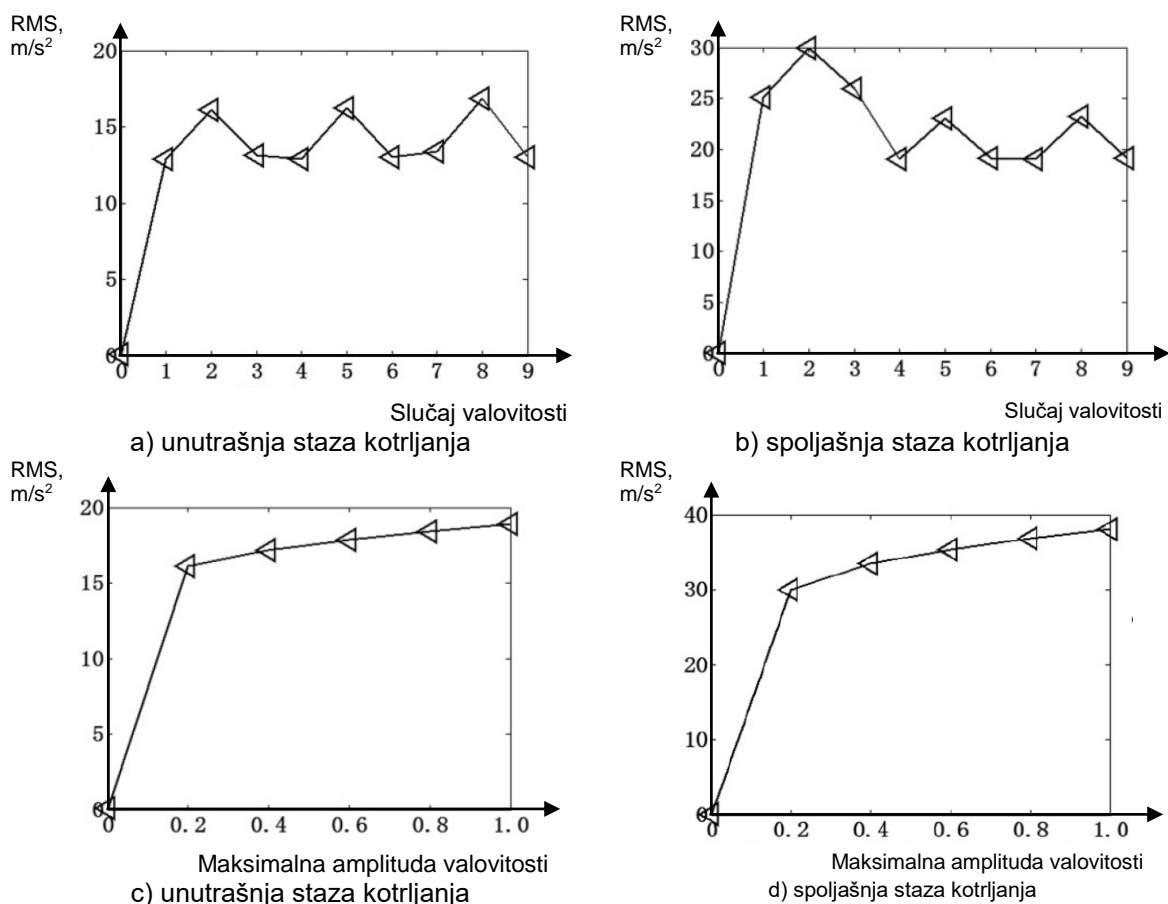 RMS,
m/s²
20
15
10
5
0
0 1 2 3 4 5 6 7 8 9
Slučaj valovitosti
a) unutrašnja staza kotrljanja
RMS,
m/s²
30
25
20
15
10
5
0
0 1 2 3 4 5 6 7 8 9
Slučaj valovitosti
b) spoljašnja staza kotrljanja
RMS,
m/s²
20
15
10
5
0
0 0.2 0.4 0.6 0.8 1.0
Maksimalna amplituda valovitosti
c) unutrašnja staza kotrljanja
RMS,
m/s²
40
30
20
10
0
0 0.2 0.4 0.6 0.8 1.0
Maksimalna amplituda valovitosti
d) spoljašnja staza kotrljanja